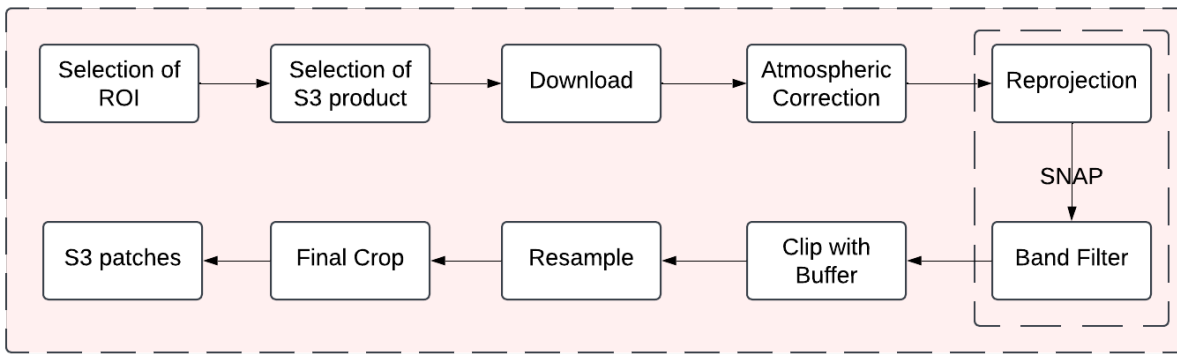 Selection of
ROI
Selection of
S3 product
Download
Atmospheric
Correction
Reprojection
SNAP
Band Filter
Clip with
Buffer
Resample
Final Crop
S3 patches